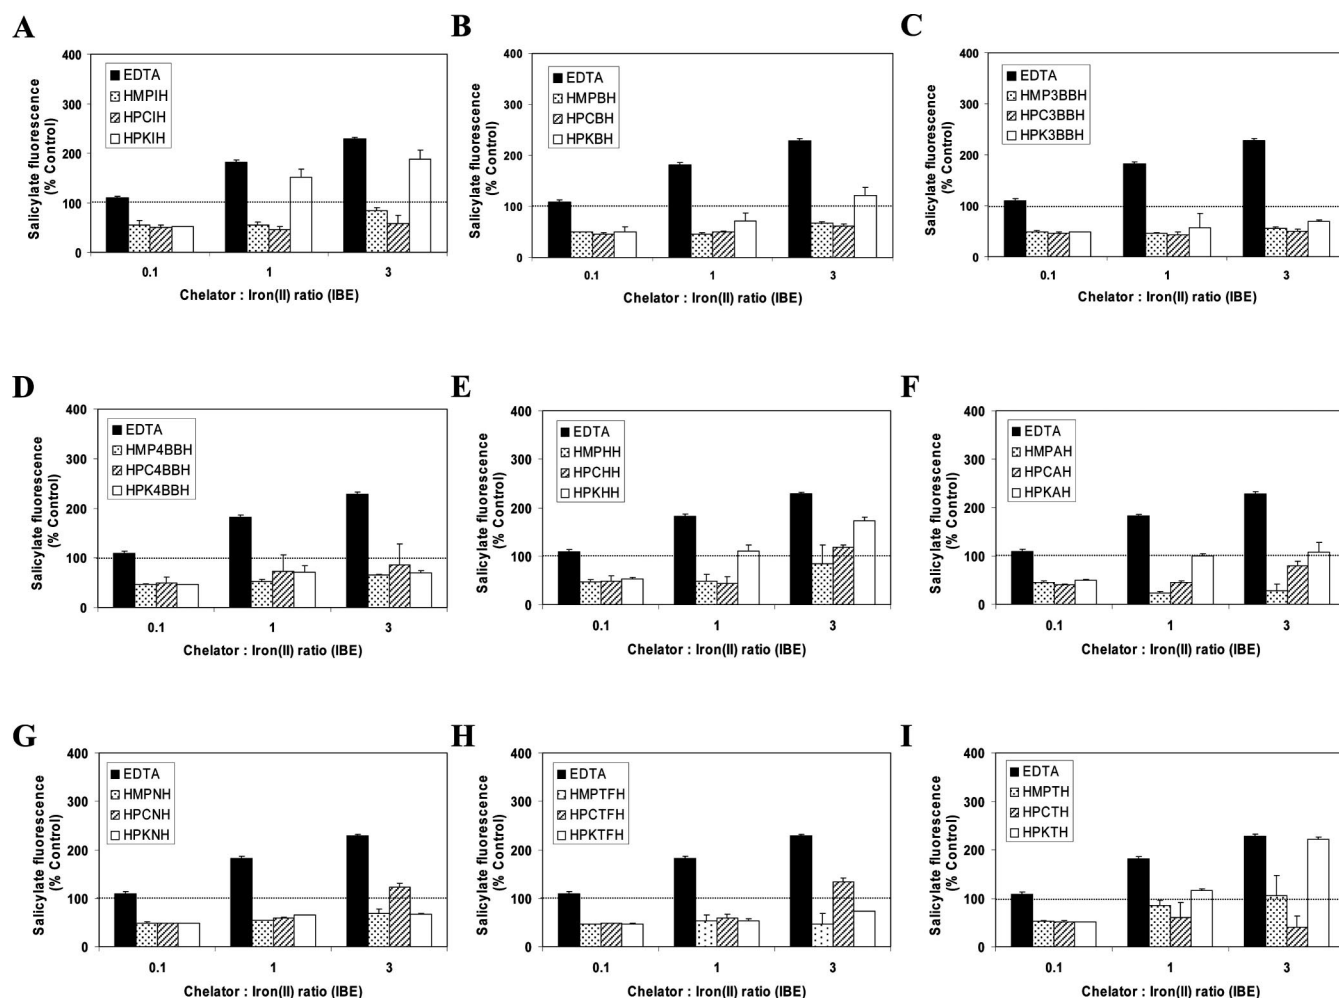 A
Salicylate fluorescence
(% Control)
400
300
200
100
0
EDTA
HMPIH
HPCIH
HPKIH
0.1 1 3
Chelator : Iron(II) ratio (IBE)
B
Salicylate fluorescence
(% Control)
400
300
200
100
0
EDTA
HMPBH
HPCBH
HPKBH
0.1 1 3
Chelator : Iron(II) ratio (IBE)
C
Salicylate fluorescence
(% Control)
400
300
200
100
0
EDTA
HMP3BBH
HPC3BBH
HPK3BBH
0.1 1 3
Chelator : Iron(II) ratio (IBE)
D
Salicylate fluorescence
(% Control)
400
300
200
100
0
EDTA
HMP4BBH
HPC4BBH
HPK4BBH
0.1 1 3
Chelator : Iron(II) ratio (IBE)
E
Salicylate fluorescence
(% Control)
400
300
200
100
0
EDTA
HMPHH
HPCHH
HPKHH
0.1 1 3
Chelator : Iron(II) ratio (IBE)
F
Salicylate fluorescence
(% Control)
400
300
200
100
0
EDTA
HMPAH
HPCAH
HPKAH
0.1 1 3
Chelator : Iron(II) ratio (IBE)
G
Salicylate fluorescence
(% Control)
400
300
200
100
0
EDTA
HMPNH
HPCNH
HPKNH
0.1 1 3
Chelator : Iron(II) ratio (IBE)
H
Salicylate fluorescence
(% Control)
400
300
200
100
0
EDTA
HMPTFH
HPCTFH
HPKTFH
0.1 1 3
Chelator : Iron(II) ratio (IBE)
I
Salicylate fluorescence
(% Control)
400
300
200
100
0
EDTA
HMPTH
HPCTH
HPKTH
0.1 1 3
Chelator : Iron(II) ratio (IBE)